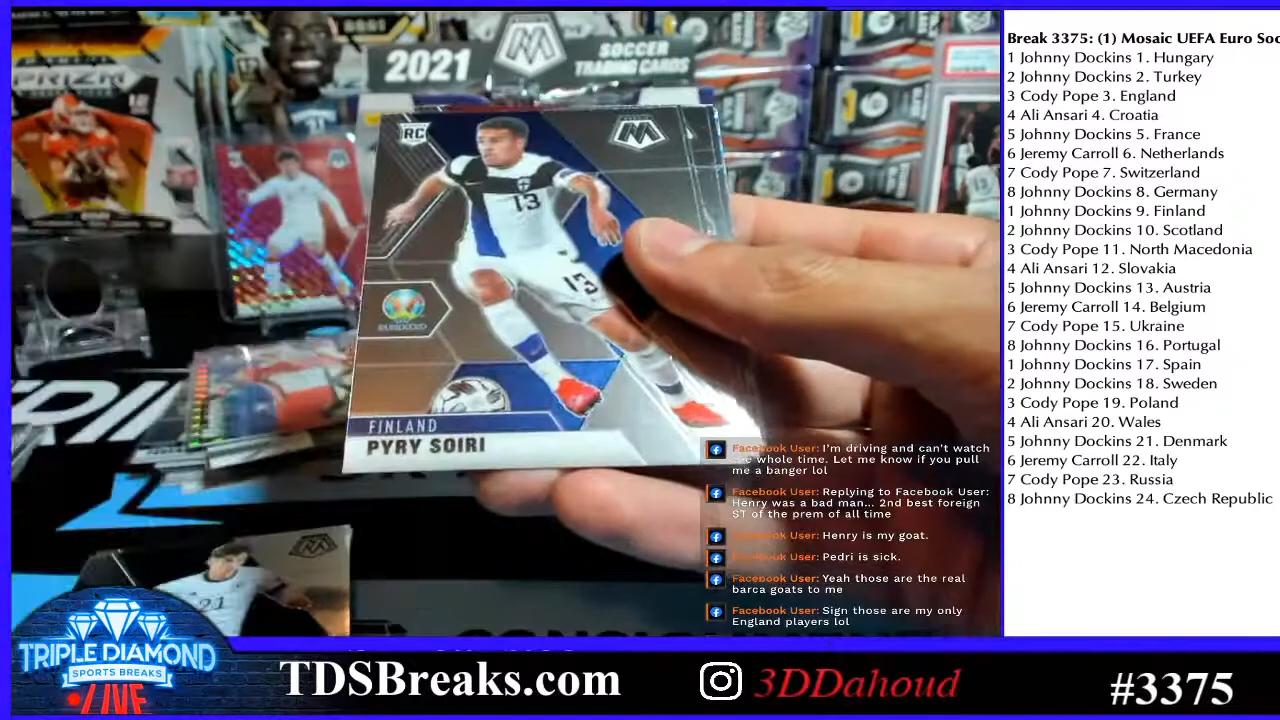 2021
SOCCER
TRADING CARDS
PRIZM
RC
13
13
EURO2020
FINLAND
PYRY SOIRI
21
Break 3375: (1) Mosaic UEFA Euro Soc
1 Johnny Dockins 1. Hungary
2 Johnny Dockins 2. Turkey
3 Cody Pope 3. England
4 Ali Ansari 4. Croatia
5 Johnny Dockins 5. France
6 Jeremy Carroll 6. Netherlands
7 Cody Pope 7. Switzerland
8 Johnny Dockins 8. Germany
1 Johnny Dockins 9. Finland
2 Johnny Dockins 10. Scotland
3 Cody Pope 11. North Macedonia
4 Ali Ansari 12. Slovakia
5 Johnny Dockins 13. Austria
6 Jeremy Carroll 14. Belgium
7 Cody Pope 15. Ukraine
8 Johnny Dockins 16. Portugal
1 Johnny Dockins 17. Spain
2 Johnny Dockins 18. Sweden
3 Cody Pope 19. Poland
4 Ali Ansari 20. Wales
5 Johnny Dockins 21. Denmark
6 Jeremy Carroll 22. Italy
7 Cody Pope 23. Russia
8 Johnny Dockins 24. Czech Republic
Facebook User: I'm driving and can't watch
whole time. Let me know if you pull
me a banger lol
Facebook User: Replying to Facebook User:
Henry was a bad man... 2nd best foreign
ST of the prem of all time
Facebook User: Henry is my goat.
Facebook User: Pedri is sick.
Facebook User: Yeah those are the real
barca goats to me
Facebook User: Sign those are my only
England players lol
TRIPLE DIAMOND
SPORTS BREAKS
LIVE
TDSBreaks.com
3DDahoud
#3375